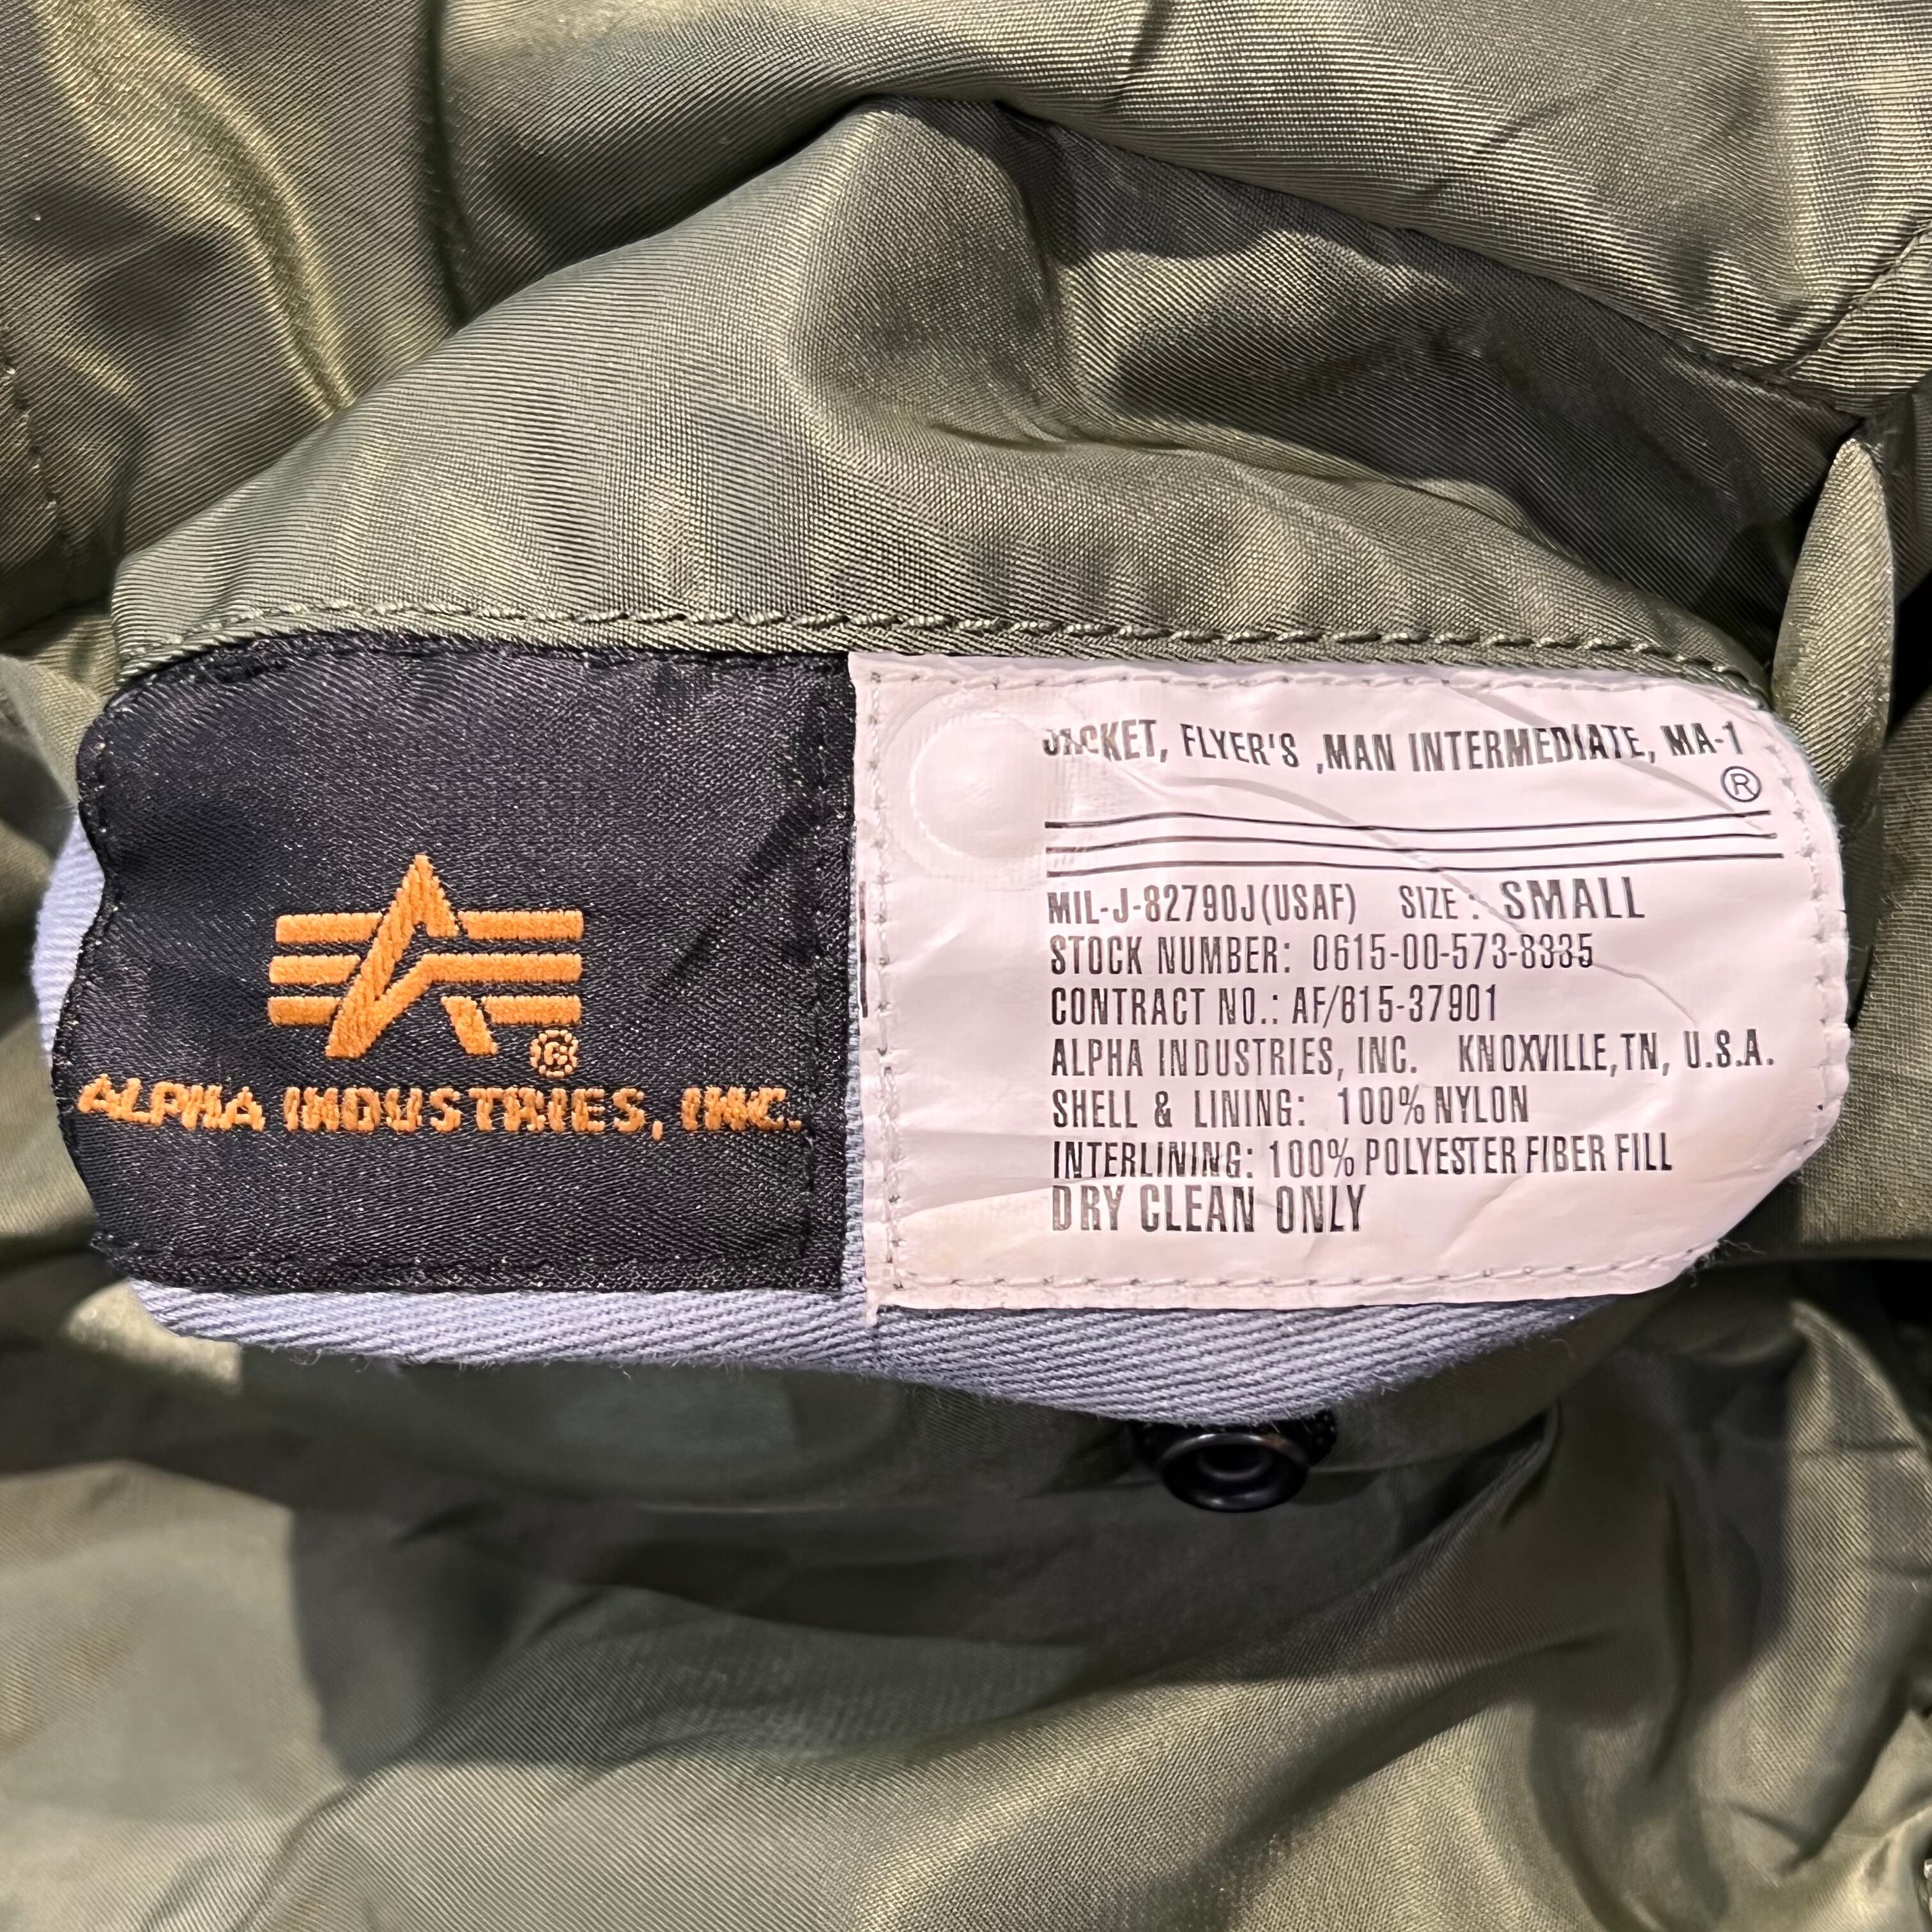 ALPHA INDUSTRIES, INC.
JACKET, FLYER'S ,MAN INTERMEDIATE, MA-1
®
MIL-J-82790J(USAF) SIZE: SMALL
STOCK NUMBER: 0615-00-573-8335
CONTRACT NO.: AF/615-37901
ALPHA INDUSTRIES, INC. KNOXVILLE,TN, U.S.A.
SHELL & LINING: 100% NYLON
INTERLINING: 100% POLYESTER FIBER FILL
DRY CLEAN ONLY